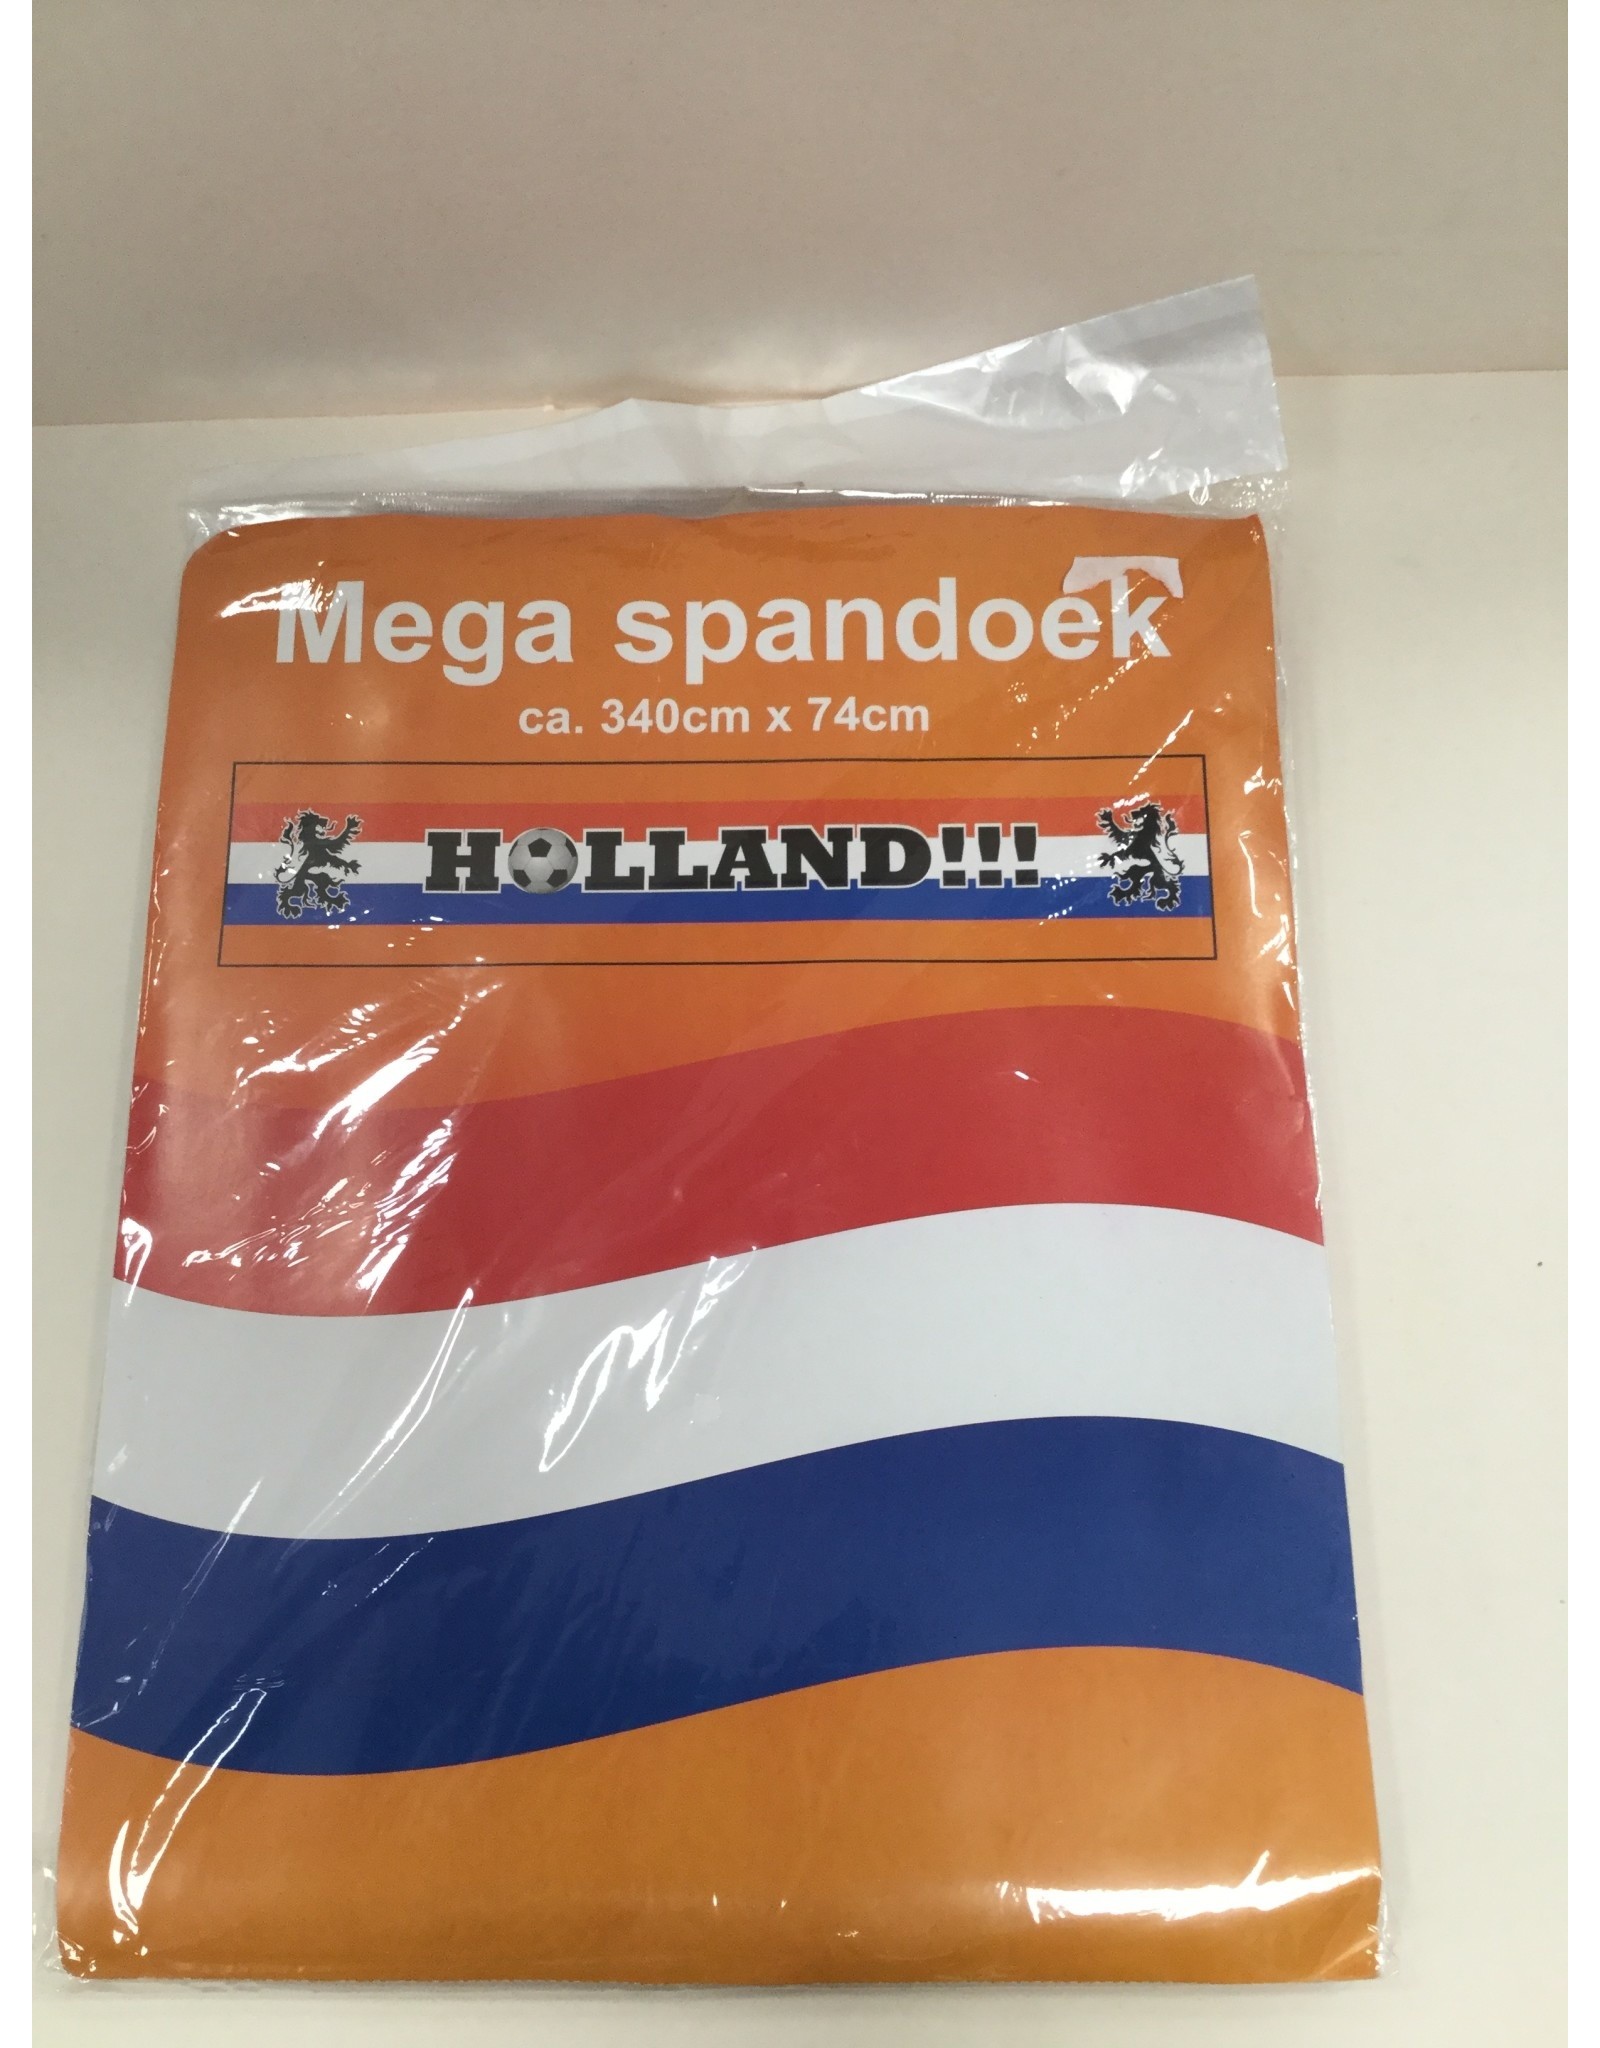 Mega spandoek
ca. 340cm x 74cm
HOLLAND!!!